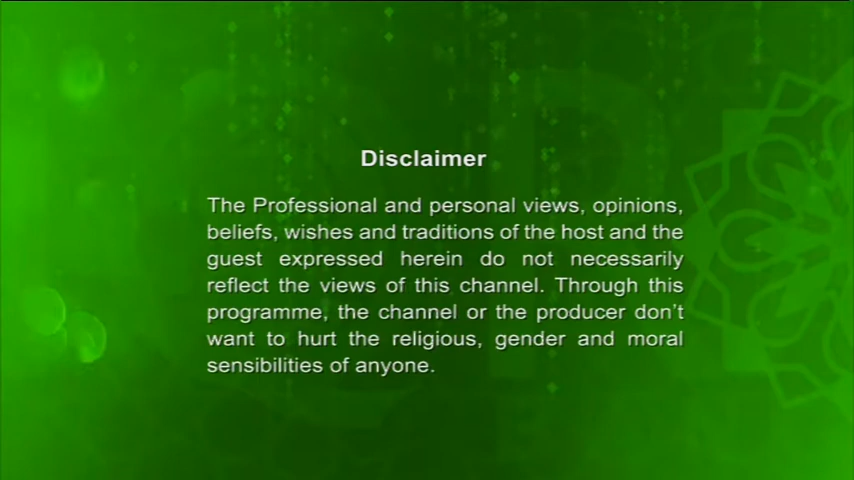 Disclaimer
The Professional and personal views, opinions,
beliefs, wishes and traditions of the host and the
guest expressed herein do not necessarily
reflect the views of this channel. Through this
programme, the channel or the producer don't
want to hurt the religious, gender and moral
sensibilities of anyone.